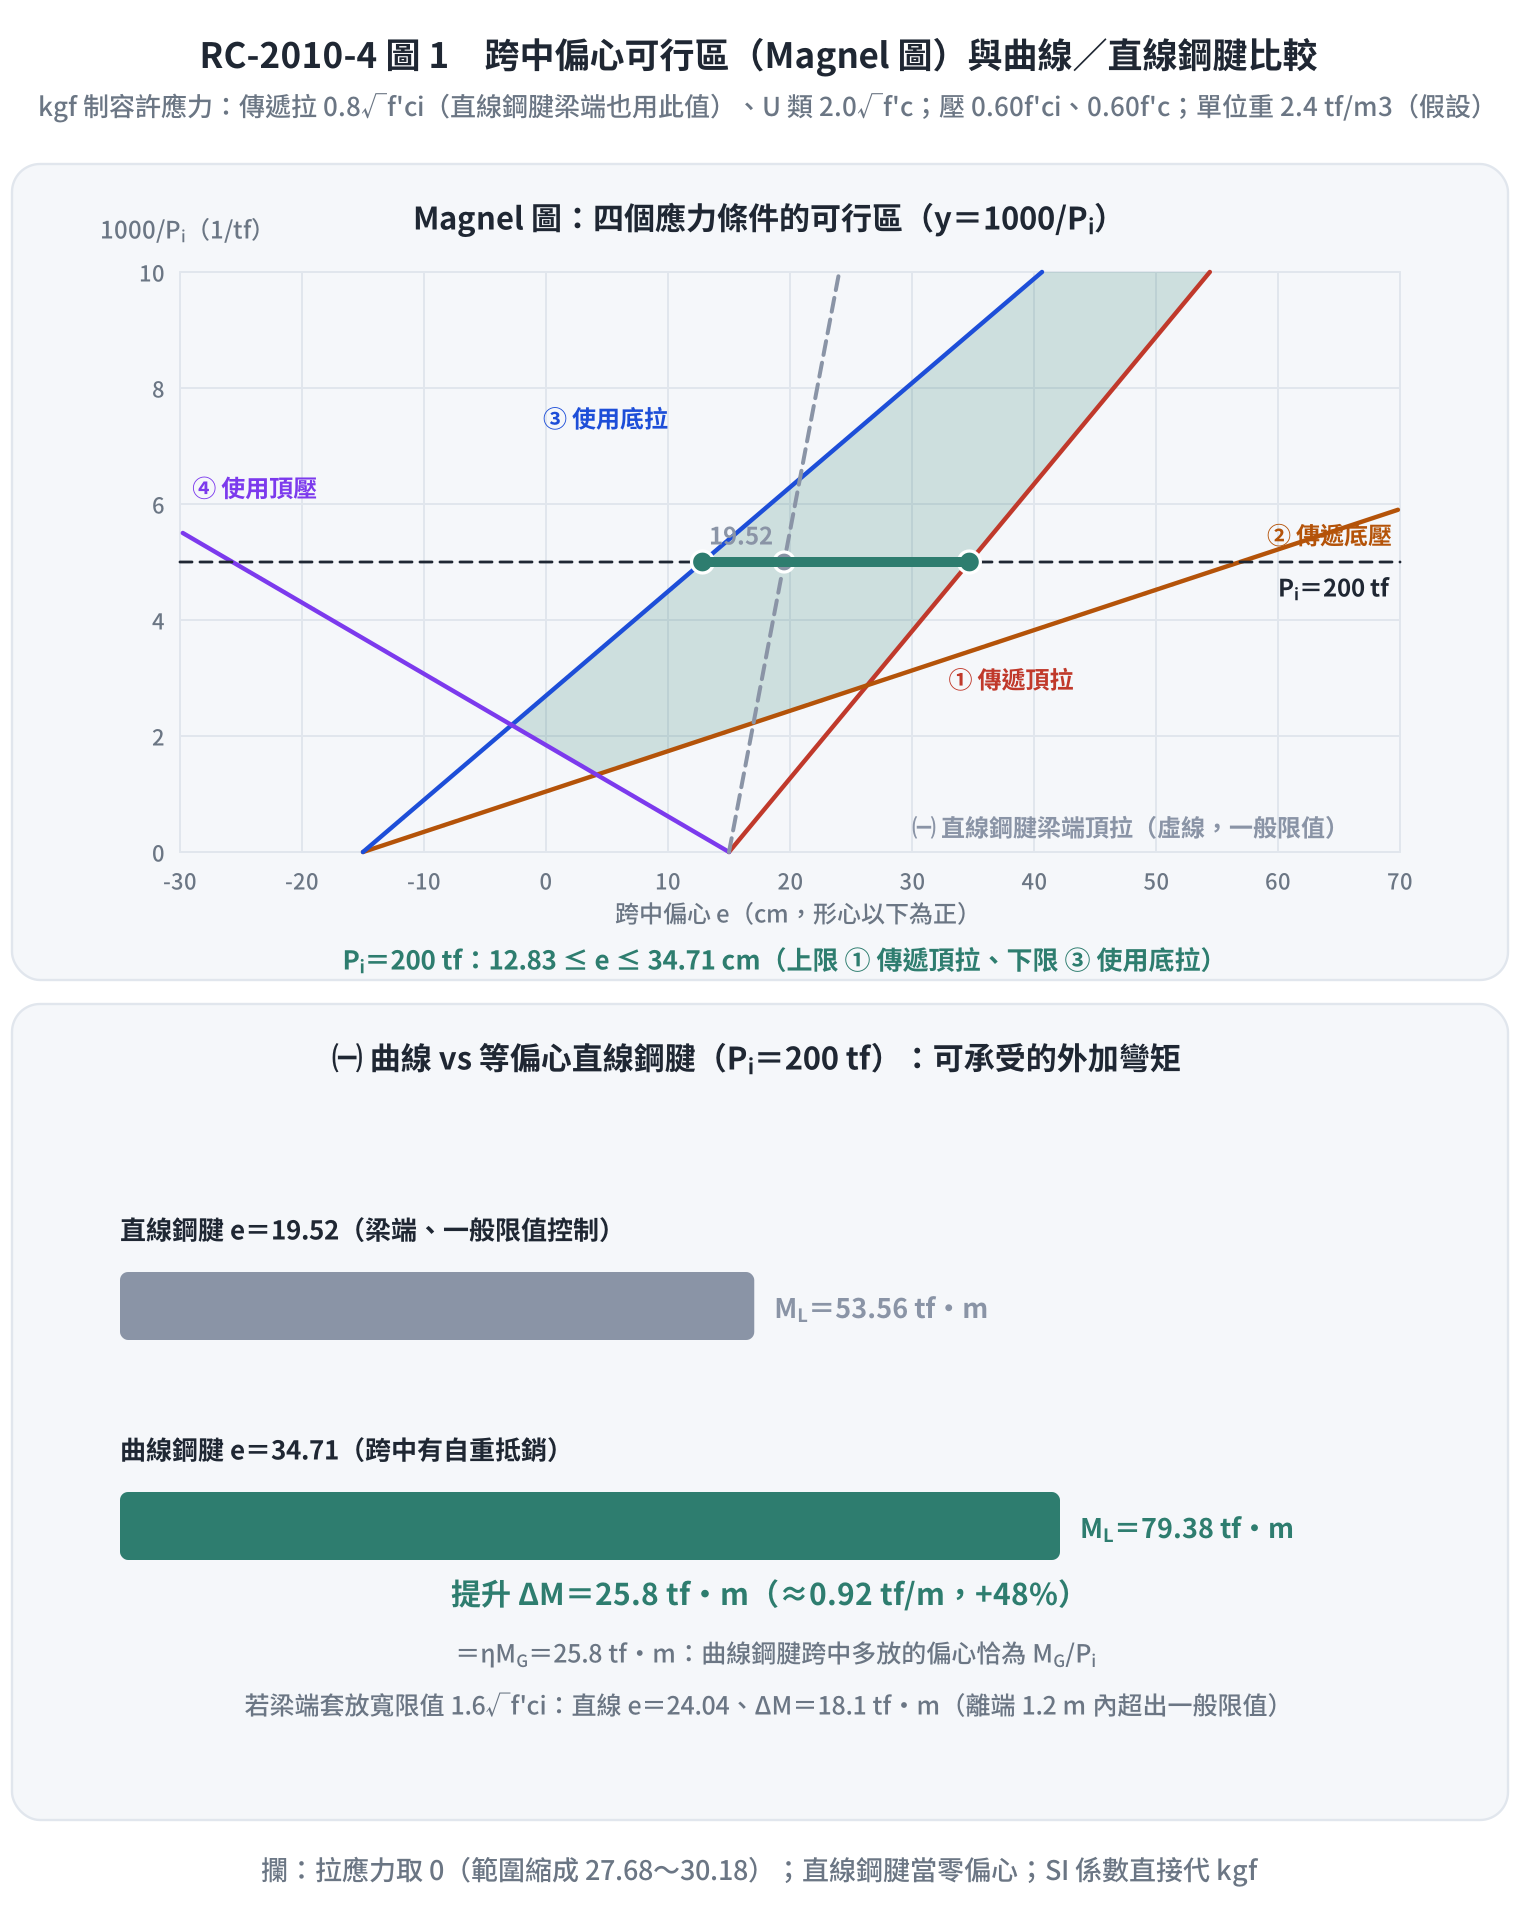 RC-2010-4 圖 1　跨中偏心可行區（Magnel 圖）與曲線／直線鋼腱比較
kgf 制容許應力：傳遞拉 0.8√f'ci（直線鋼腱梁端也用此值）、U 類 2.0√f'c；壓 0.60f'ci、0.60f'c；單位重 2.4 tf/m3（假設）
Magnel 圖：四個應力條件的可行區（y＝1000/Pᵢ）
1000/Pᵢ（1/tf）
10
8
③ 使用底拉
④ 使用頂壓
6
19.52
② 傳遞底壓
Pᵢ＝200 tf
4
① 傳遞頂拉
2
㈠ 直線鋼腱梁端頂拉（虛線，一般限值）
0
-30 -20 -10 0 10 20 30 40 50 60 70
跨中偏心 e（cm，形心以下為正）
Pᵢ＝200 tf：12.83 ≤ e ≤ 34.71 cm（上限 ① 傳遞頂拉、下限 ③ 使用底拉）
㈠ 曲線 vs 等偏心直線鋼腱（Pᵢ＝200 tf）：可承受的外加彎矩
直線鋼腱 e＝19.52（梁端、一般限值控制）
M_L＝53.56 tf・m
曲線鋼腱 e＝34.71（跨中有自重抵銷）
M_L＝79.38 tf・m
提升 ΔM＝25.8 tf・m（≈0.92 tf/m，+48%）
＝ηM_G＝25.8 tf・m：曲線鋼腱跨中多放的偏心恰為 M_G/Pᵢ
若梁端套放寬限值 1.6√f'ci：直線 e＝24.04、ΔM＝18.1 tf・m（離端 1.2 m 內超出一般限值）
攔：拉應力取 0（範圍縮成 27.68～30.18）；直線鋼腱當零偏心；SI 係數直接代 kgf